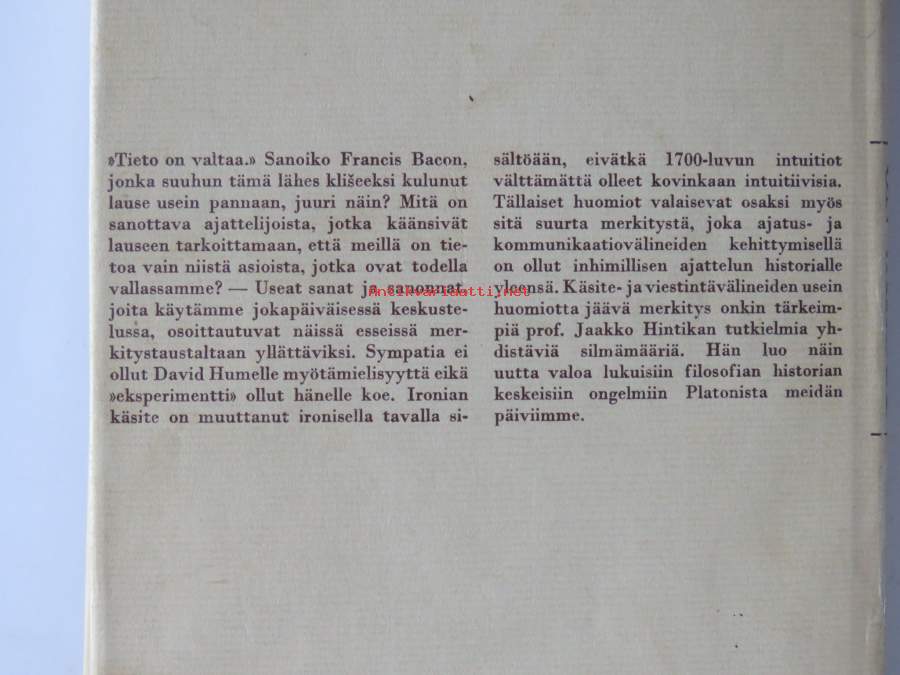 »Tieto on valtaa.» Sanoiko Francis Bacon,
jonka suuhun tämä lähes klišeeksi kulunut
lause usein pannaan, juuri näin? Mitä on
sanottava ajattelijoista, jotka käänsivät
lauseen tarkoittamaan, että meillä on tie-
toa vain niistä asioista, jotka ovat todella
vallassamme? — Useat sanat ja sanonnat,
joita käytämme jokapäiväisessä keskuste-
lussa, osoittautuvat näissä esseissä mer-
kitystaustaltaan yllättäviksi. Sympatia ei
ollut David Humelle myötämielisyyttä eikä
»eksperimentti» ollut hänelle koe. Ironian
käsite on muuttanut ironisella tavalla si-
sältöään, eivätkä 1700-luvun intuitiot
välttämättä olleet kovinkaan intuitiivisia.
Tällaiset huomiot valaisevat osaksi myös
sitä suurta merkitystä, joka ajatus- ja
kommunikaatiovälineiden kehittymisellä
on ollut inhimillisen ajattelun historialle
yleensä. Käsite- ja viestintävälineiden usein
huomiotta jäävä merkitys onkin tärkeim-
piä prof. Jaakko Hintikan tutkielmia yh-
distäviä silmämääriä. Hän luo näin
uutta valoa lukuisiin filosofian historian
keskeisiin ongelmiin Platonista meidän
päiviimme.
Antikvariaatti.net